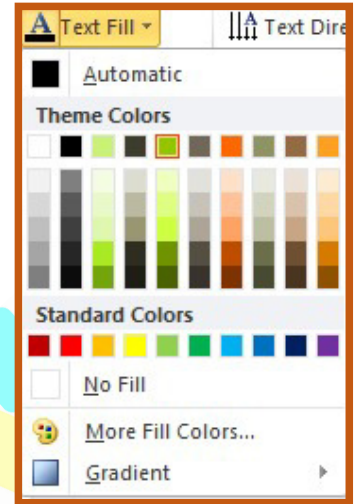 A Text Fill A Text Dire
Automatic
Theme Colors
Standard Colors
No Fill
More Fill Colors...
Gradient